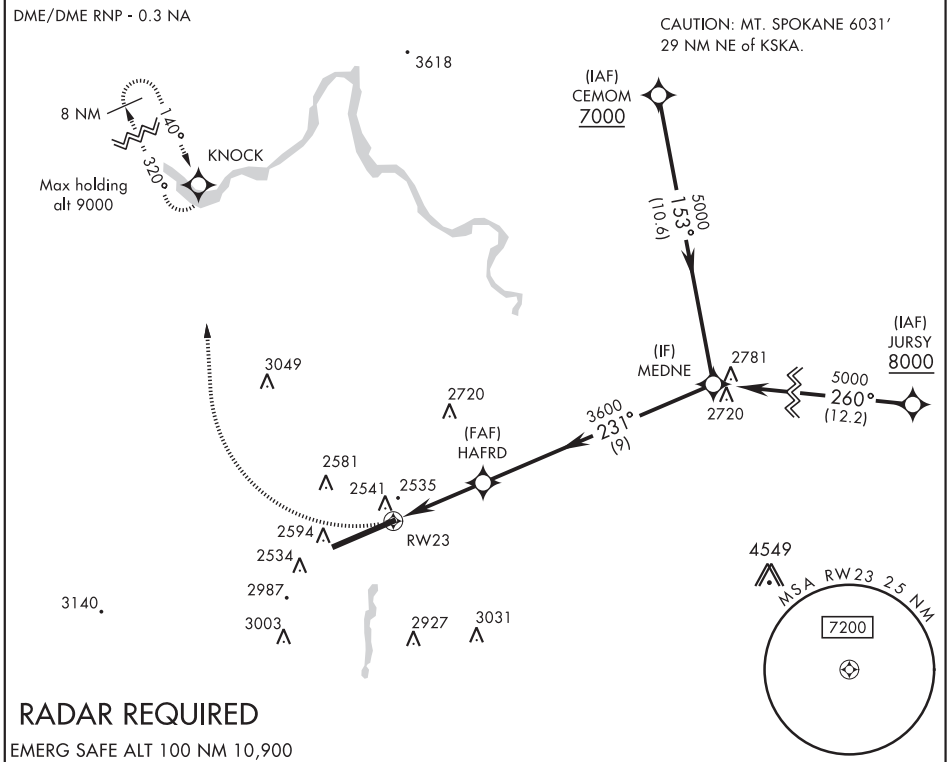 DME/DME RNP - 0.3 NA
CAUTION: MT. SPOKANE 6031'
29 NM NE of KSKA.
3618
(IAF)
CEMOM
7000
8 NM
140°
320°
KNOCK
Max holding
alt 9000
5000
153°
(10.6)
(IAF)
JURSY
8000
(IF)
MEDNE
2781
2720
5000
260°
(12.2)
3049
2720
3600
231°
(9)
(FAF)
HAFRD
2581
2541
2535
2594
RW23
2534
2987
3140
3003
2927
3031
4549
MSA RW23 25 NM
7200
RADAR REQUIRED
EMERG SAFE ALT 100 NM 10,900